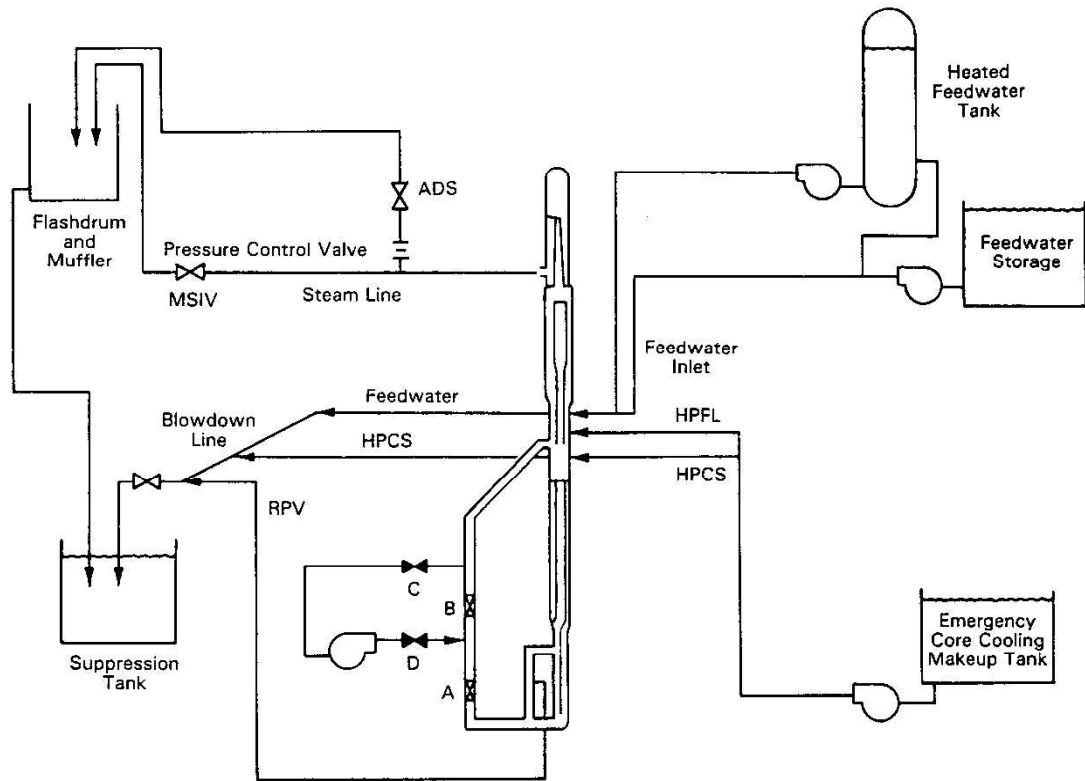 Heated
Feedwater
Tank
ADS
Flashdrum
and
Muffler
Pressure Control Valve
MSIV
Steam Line
Feedwater
Storage
Feedwater
Inlet
Feedwater
Blowdown
Line
HPFL
HPCS
HPCS
RPV
C
B
D
A
Suppression
Tank
Emergency
Core Cooling
Makeup Tank